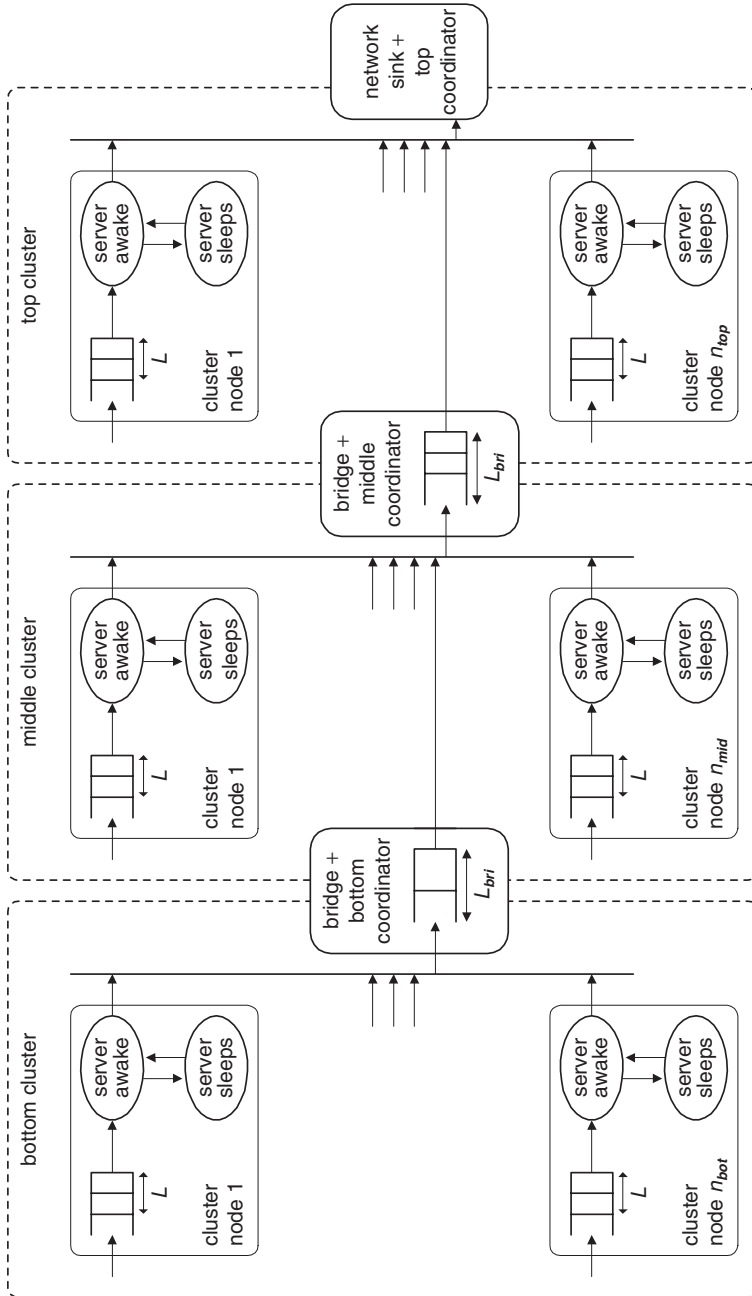 bottom cluster
server
awake
server
sleeps
L
cluster
node 1
server
awake
server
sleeps
L
cluster
node n_bot
bridge +
bottom
coordinator
L_bri
middle cluster
server
awake
server
sleeps
L
cluster
node 1
server
awake
server
sleeps
L
cluster
node n_mid
bridge +
middle
coordinator
L_bri
top cluster
server
awake
server
sleeps
L
cluster
node 1
server
awake
server
sleeps
L
cluster
node n_top
network
sink +
top
coordinator